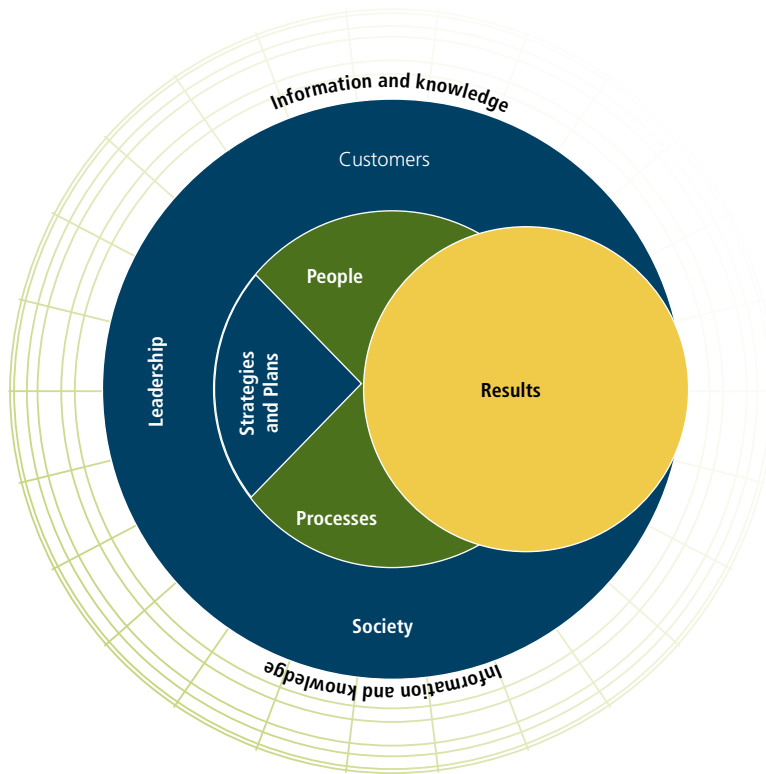 Information and knowledge
Customers
People
Leadership
Strategies
and Plans
Results
Processes
Society
Information and knowledge